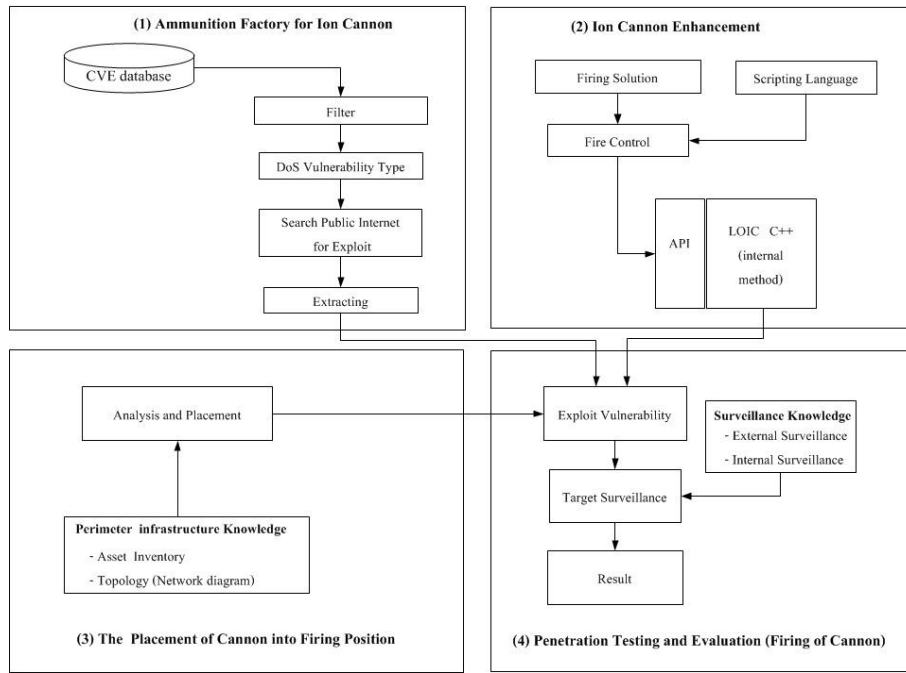 (1) Ammunition Factory for Ion Cannon
CVE database
Filter
DoS Vulnerability Type
Search Public Internet
for Exploit
Extracting
(2) Ion Cannon Enhancement
Firing Solution
Scripting Language
Fire Control
API
LOIC C++
(internal
method)
Analysis and Placement
Perimeter infrastructure Knowledge
- Asset Inventory
- Topology (Network diagram)
(3) The Placement of Cannon into Firing Position
Exploit Vulnerability
Surveillance Knowledge
- External Surveillance
- Internal Surveillance
Target Surveillance
Result
(4) Penetration Testing and Evaluation (Firing of Cannon)